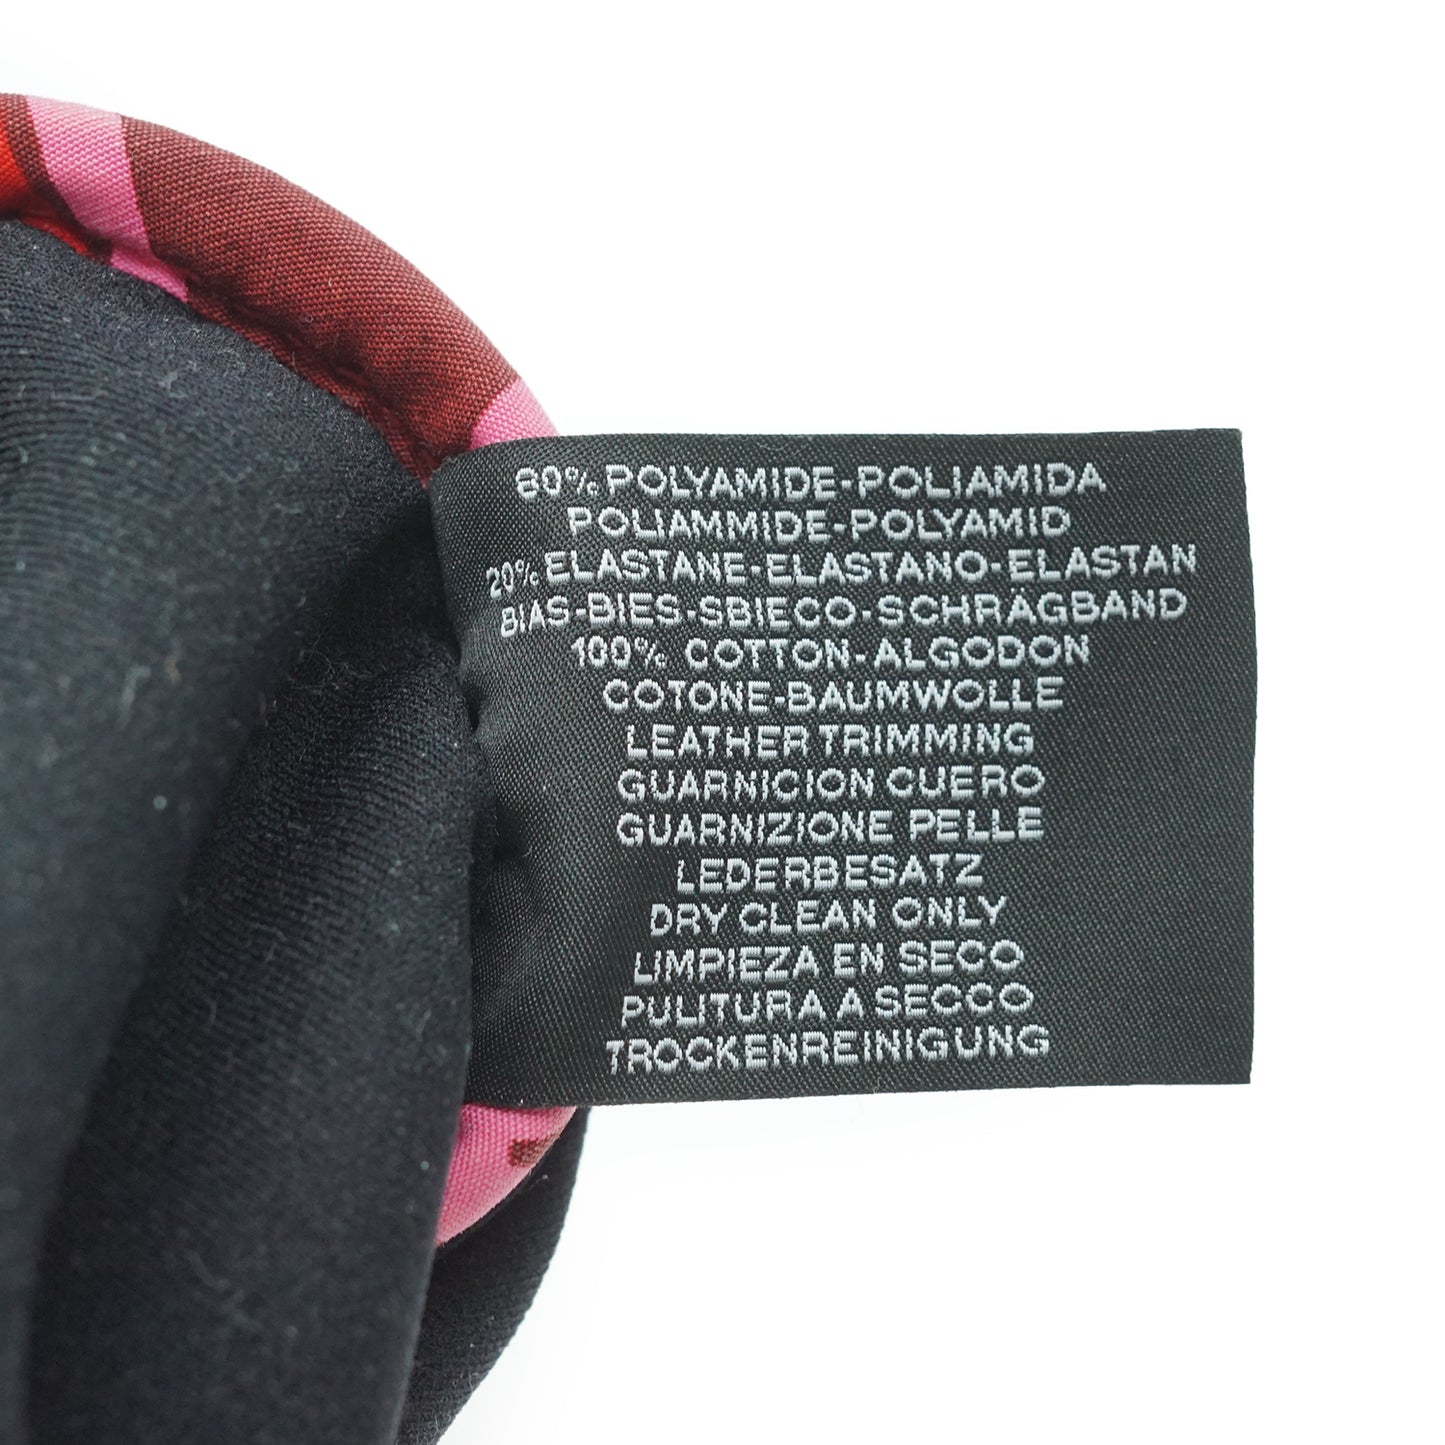 80% POLYAMIDE-POLIAMIDA
POLIAMMIDE-POLYAMID
20% ELASTANE-ELASTANO-ELASTAN
BIAS-BIES-SBIECO-SCHRAGBAND
100% COTTON-ALGODON
COTONE-BAUMWOLLE
LEATHER TRIMMING
GUARNICION CUERO
GUARNIZIONE PELLE
LEDERBESATZ
DRY CLEAN ONLY
LIMPIEZA EN SECO
PULITURA A SECCO
TROCKENREINIGUNG